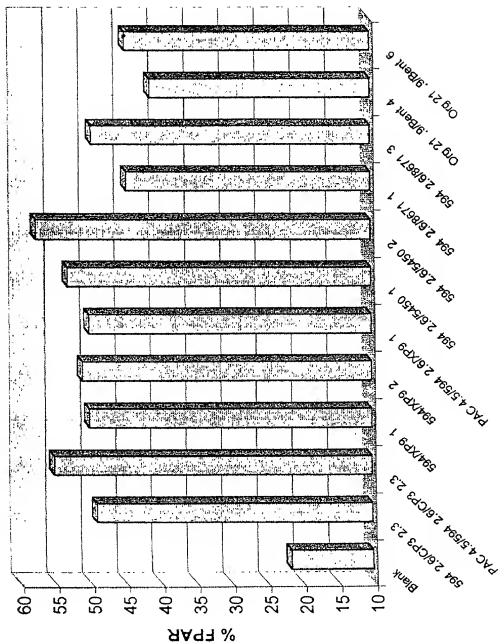 % FPAR
60
55
50
45
40
35
30
25
20
15
10
Blank
594 2.6/CP3 2.3
PAC 4.5/594 2.6/CP3 2.3
594/XP9 1
594/XP9 2
PAC 4.5/594 2.6/XP9 1
594 2.6/5450 1
594 2.6/5450 2
594 2.6/8671 1
594 2.6/8671 3
Org 21 .9/Bent 4
Org 21 .9/Bent 6